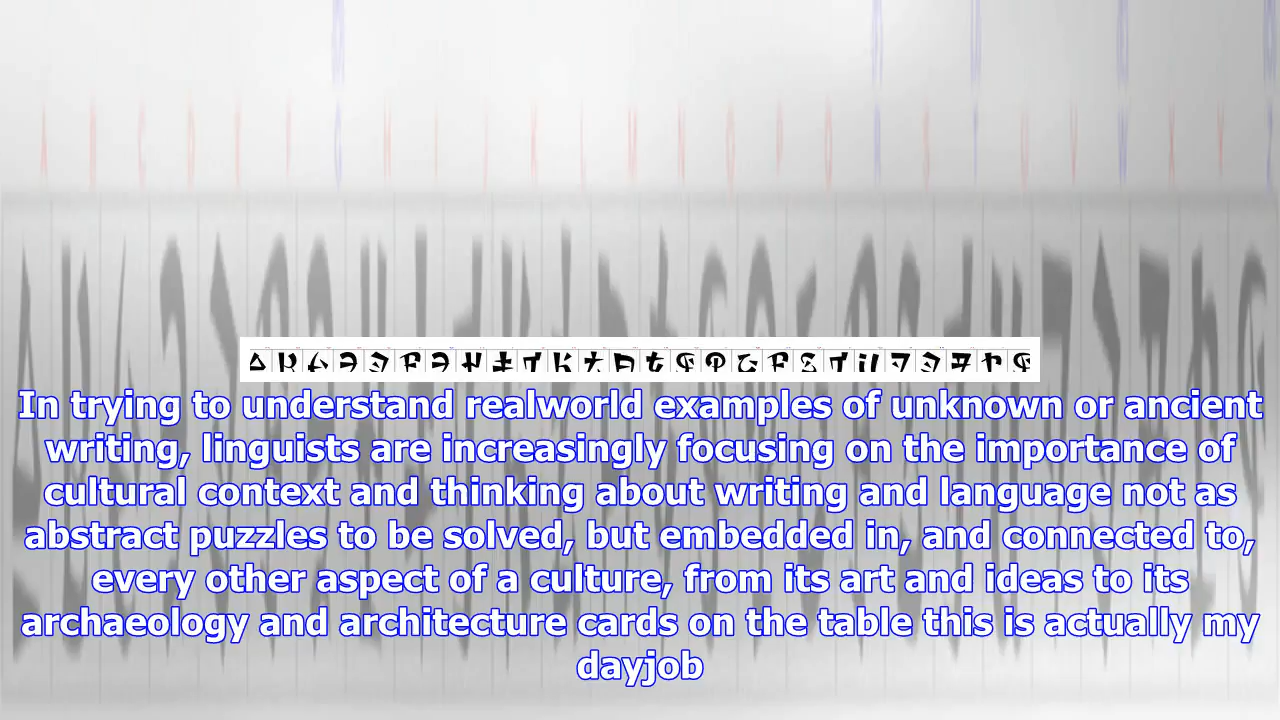 In trying to understand realworld examples of unknown or ancient
writing, linguists are increasingly focusing on the importance of
cultural context and thinking about writing and language not as
abstract puzzles to be solved, but embedded in, and connected to,
every other aspect of a culture, from its art and ideas to its
archaeology and architecture cards on the table this is actually my
dayjob